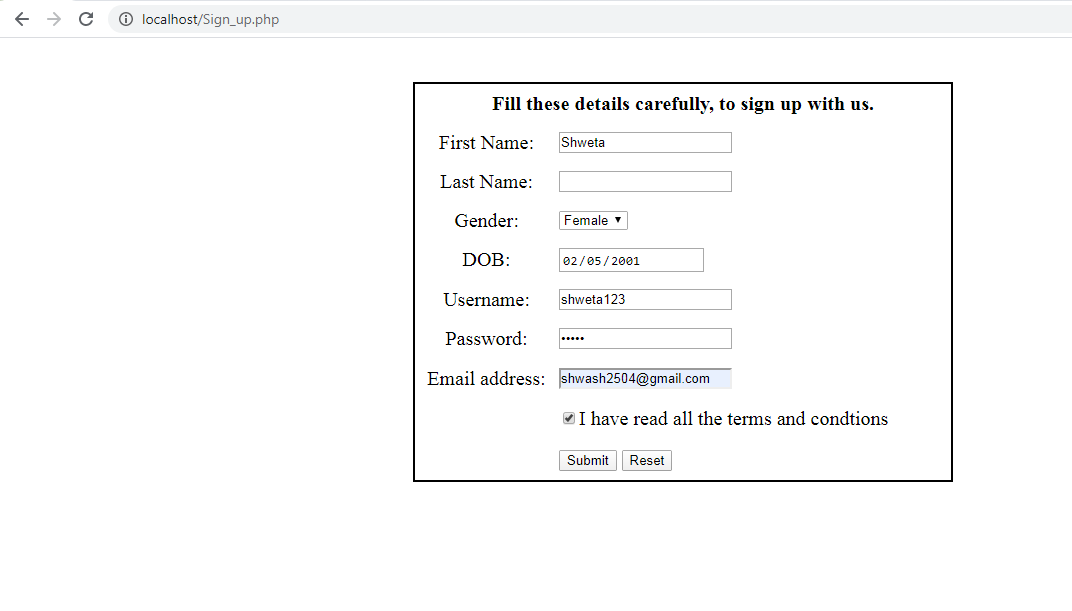 localhost/Sign_up.php
Fill these details carefully, to sign up with us.
First Name: Shweta
Last Name:
Gender: Female
DOB: 02/05/2001
Username: shweta123
Password: •••••
Email address: shwash2504@gmail.com
I have read all the terms and condtions
Submit Reset